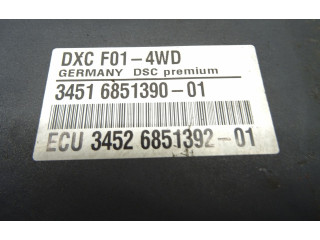 DXC F01-4WD
GERMANY DSC premium
3451 6851390-01
ECU 3452 6851392-01